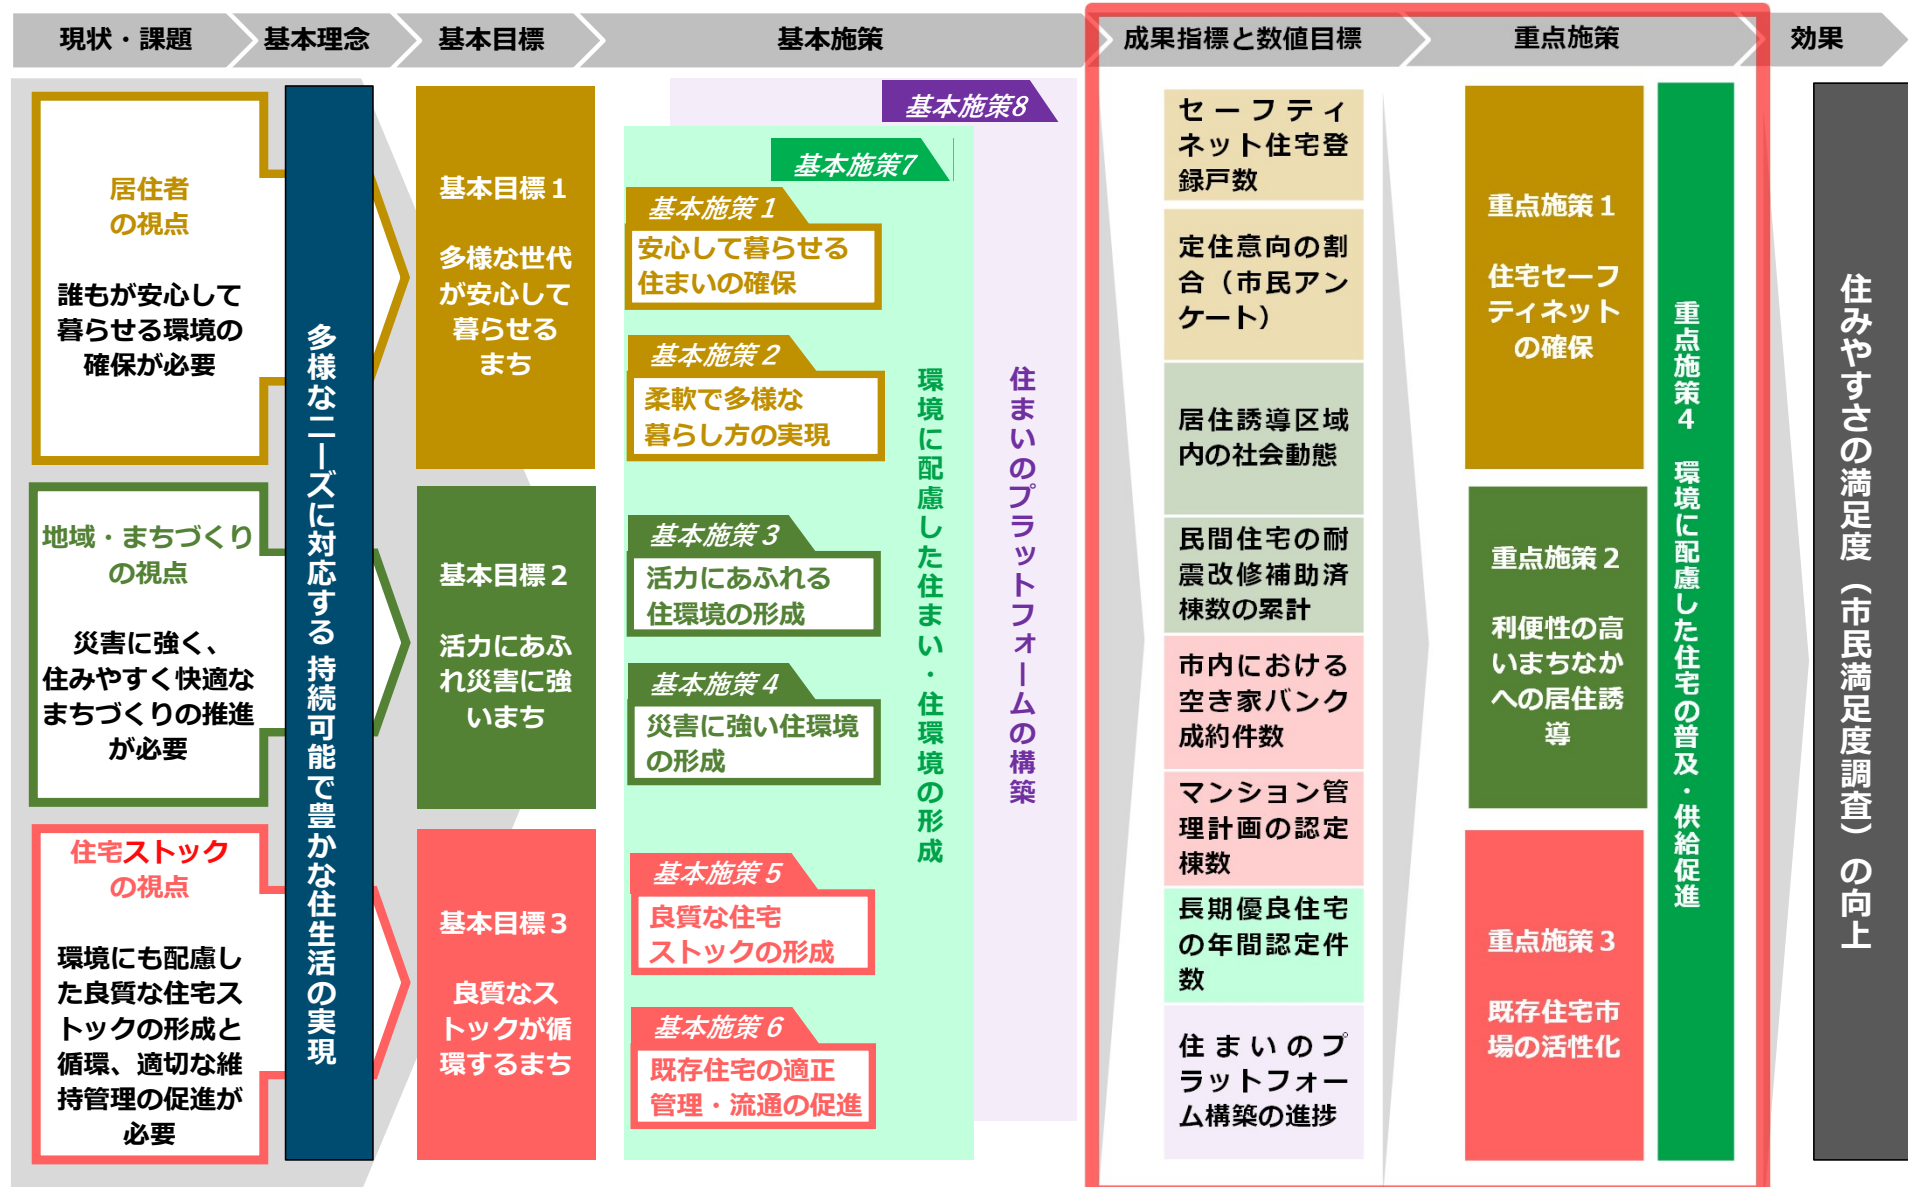 現状・課題
基本理念
基本目標
基本施策
成果指標と数値目標
重点施策
効果
居住者
の視点
誰もが安心して
暮らせる環境の
確保が必要
地域・まちづくり
の視点
災害に強く、
住みやすく快適な
まちづくりの推進
が必要
住宅ストック
の視点
環境にも配慮し
た良質な住宅ス
トックの形成と
循環、適切な維
持管理の促進が
必要
多様なニーズに対応する 持続可能で豊かな住生活の実現
基本目標１
多様な世代
が安心して
暮らせる
まち
基本目標２
活力にあふ
れ災害に強
いまち
基本目標３
良質なス
トックが循
環するまち
基本施策8
住まいのプラットフォームの構築
基本施策7
環境に配慮した住まい・住環境の形成
基本施策１
安心して暮らせる
住まいの確保
基本施策２
柔軟で多様な
暮らし方の実現
基本施策３
活力にあふれる
住環境の形成
基本施策４
災害に強い住環境
の形成
基本施策５
良質な住宅
ストックの形成
基本施策６
既存住宅の適正
管理・流通の促進
セーフティ
ネット住宅登
録戸数
定住意向の割
合（市民アン
ケート）
居住誘導区域
内の社会動態
民間住宅の耐
震改修補助済
棟数の累計
市内における
空き家バンク
成約件数
マンション管
理計画の認定
棟数
長期優良住宅
の年間認定件
数
住まいのプ
ラットフォー
ム構築の進捗
重点施策１
住宅セーフ
ティネット
の確保
重点施策２
利便性の高
いまちなか
への居住誘
導
重点施策３
既存住宅市
場の活性化
重点施策４　環境に配慮した住宅の普及・供給促進
住みやすさの満足度（市民満足度調査）の向上